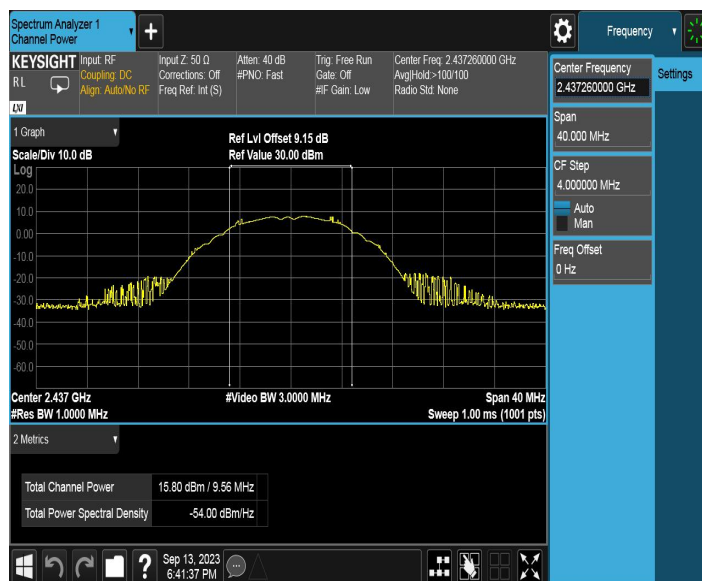 Spectrum Analyzer 1
Channel Power
+
Frequency
KEYSIGHT
R L
LXI
Input: RF
Coupling: DC
Align: Auto/No RF
Input Z: 50 Ω
Corrections: Off
Freq Ref: Int (S)
Atten: 40 dB
#PNO: Fast
Trig: Free Run
Gate: Off
#IF Gain: Low
Center Freq: 2.437260000 GHz
Avg|Hold:>100/100
Radio Std: None
Center Frequency
2.437260000 GHz
Settings
Span
40.000 MHz
CF Step
4.000000 MHz
Auto
Man
Freq Offset
0 Hz
1 Graph
Scale/Div 10.0 dB
Ref Lvl Offset 9.15 dB
Ref Value 30.00 dBm
Log
20.0
10.0
0.00
-10.0
-20.0
-30.0
-40.0
-50.0
-60.0
Center 2.437 GHz
#Video BW 3.0000 MHz
Span 40 MHz
#Res BW 1.0000 MHz
Sweep 1.00 ms (1001 pts)
2 Metrics
Total Channel Power 15.80 dBm / 9.56 MHz
Total Power Spectral Density -54.00 dBm/Hz
?
Sep 13, 2023
6:41:37 PM